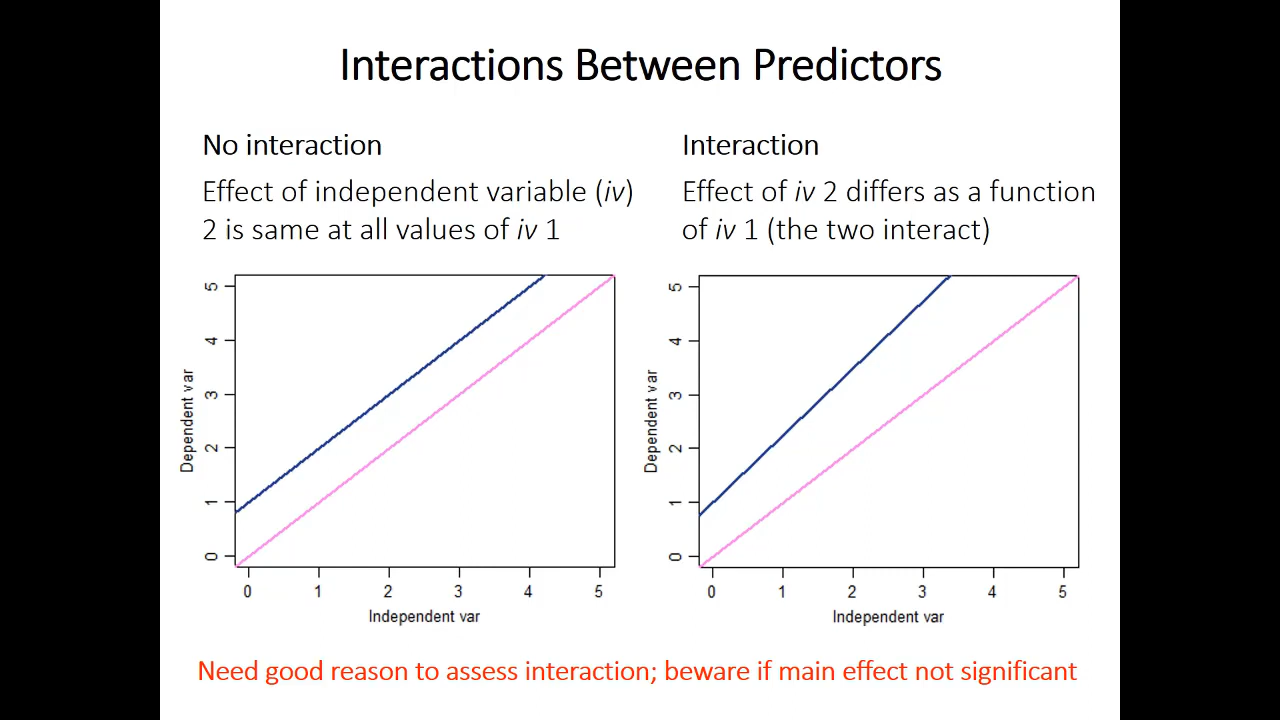 Interactions Between Predictors
No interaction
Effect of independent variable (iv)
2 is same at all values of iv 1
Interaction
Effect of iv 2 differs as a function
of iv 1 (the two interact)
Dependent var
5
4
3
2
1
0
0 1 2 3 4 5
Independent var
Dependent var
5
4
3
2
1
0
0 1 2 3 4 5
Independent var
Need good reason to assess interaction; beware if main effect not significant